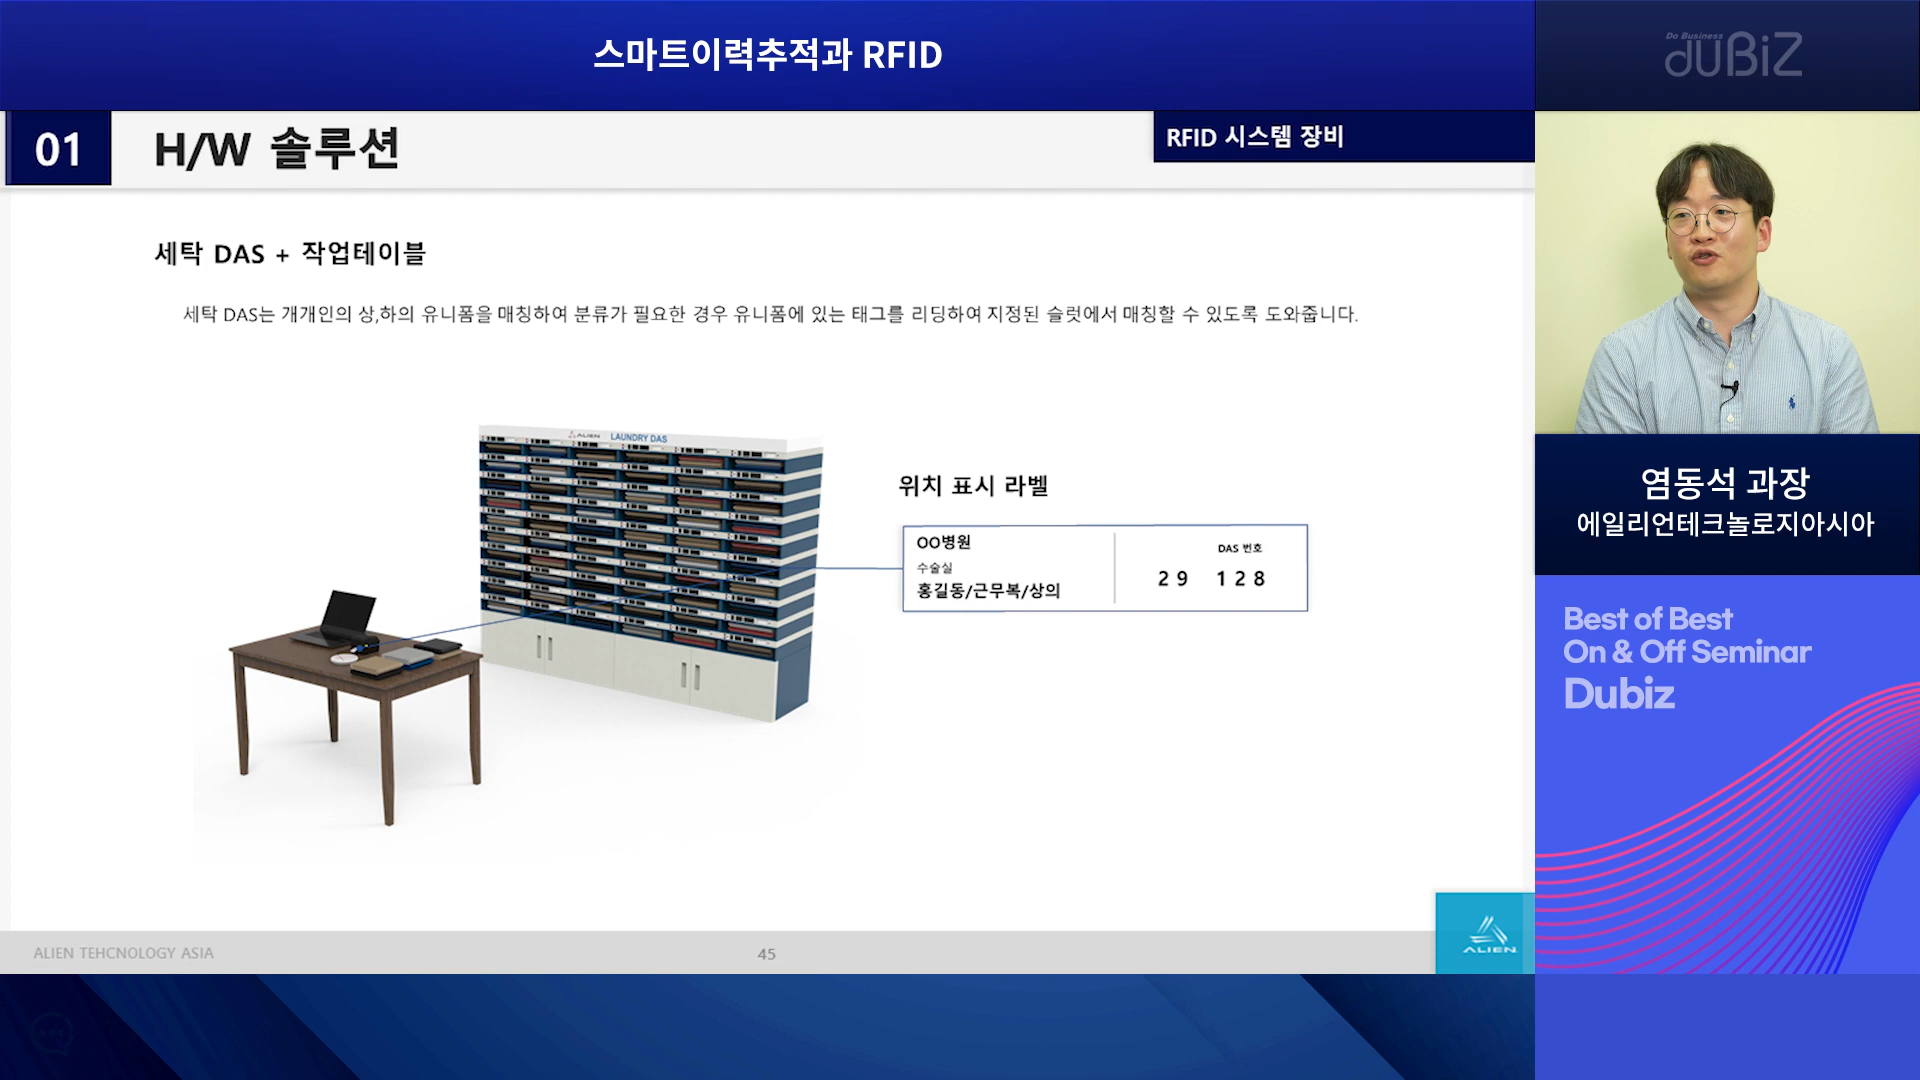 스마트이력추적과 RFID
Do Business
duBiZ
01
H/W 솔루션
RFID 시스템 장비
세탁 DAS + 작업테이블
세탁 DAS는 개개인의 상,하의 유니폼을 매칭하여 분류가 필요한 경우 유니폼에 있는 태그를 리딩하여 지정된 슬럿에서 매칭할 수 있도록 도와줍니다.
ALIEN LAUNDRY DAS
위치 표시 라벨
OO병원
수술실
홍길동/근무복/상의
DAS 번호
29 128
염동석 과장
에일리언테크놀로지아시아
Best of Best
On & Off Seminar
Dubiz
ALIEN TEHCNOLOGY ASIA
45
ALIEN